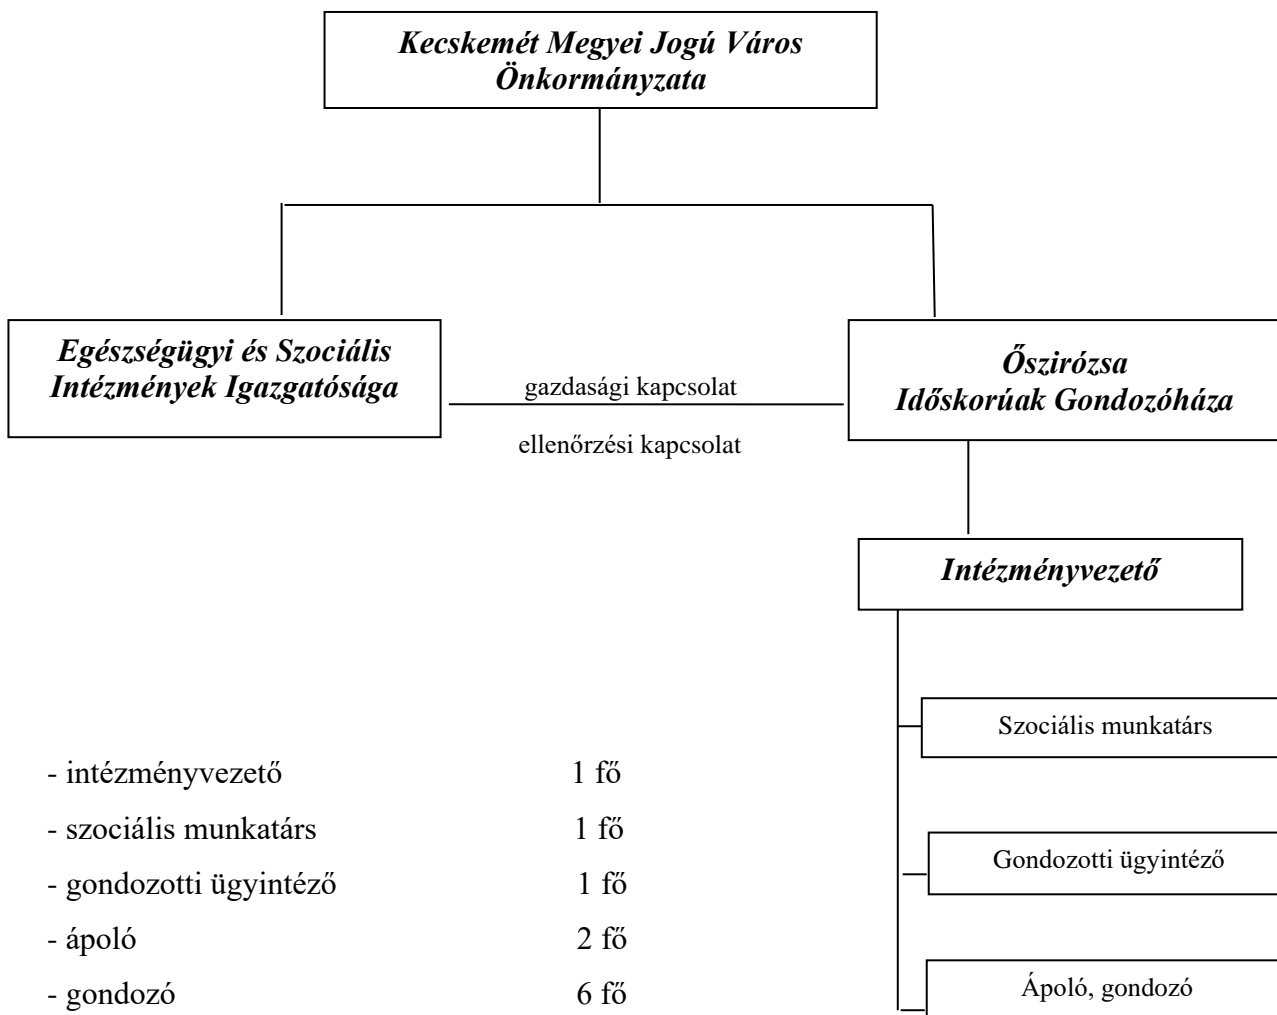 Kecskemét Megyei Jogú Város
Önkormányzata
Egészségügyi és Szociális
Intézmények Igazgatósága
gazdasági kapcsolat
ellenőrzési kapcsolat
Őszirózsa
Időskorúak Gondozóháza
Intézményvezető
Szociális munkatárs
Gondozotti ügyintéző
Ápoló, gondozó
- intézményvezető 1 fő
- szociális munkatárs 1 fő
- gondozotti ügyintéző 1 fő
- ápoló 2 fő
- gondozó 6 fő